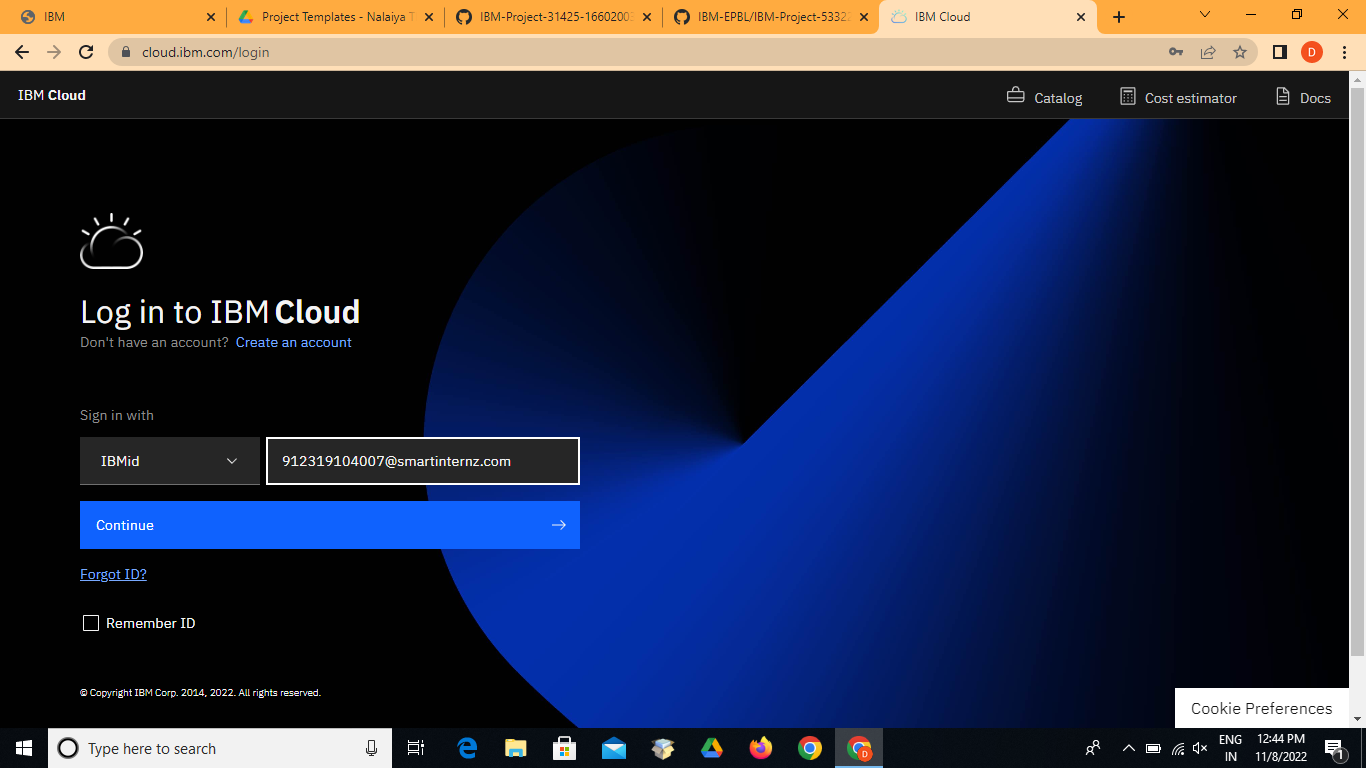 IBM
Project Templates - Nalaiya T
IBM-Project-31425-1660200
IBM-EPBL/IBM-Project-5332
IBM Cloud
cloud.ibm.com/login
D
IBM Cloud
Catalog
Cost estimator
Docs
Log in to IBM Cloud
Don't have an account? Create an account
Sign in with
IBMid
912319104007@smartinternz.com
Continue
Forgot ID?
Remember ID
© Copyright IBM Corp. 2014, 2022. All rights reserved.
Cookie Preferences
Type here to search
D
ENG
IN
12:44 PM
11/8/2022
1